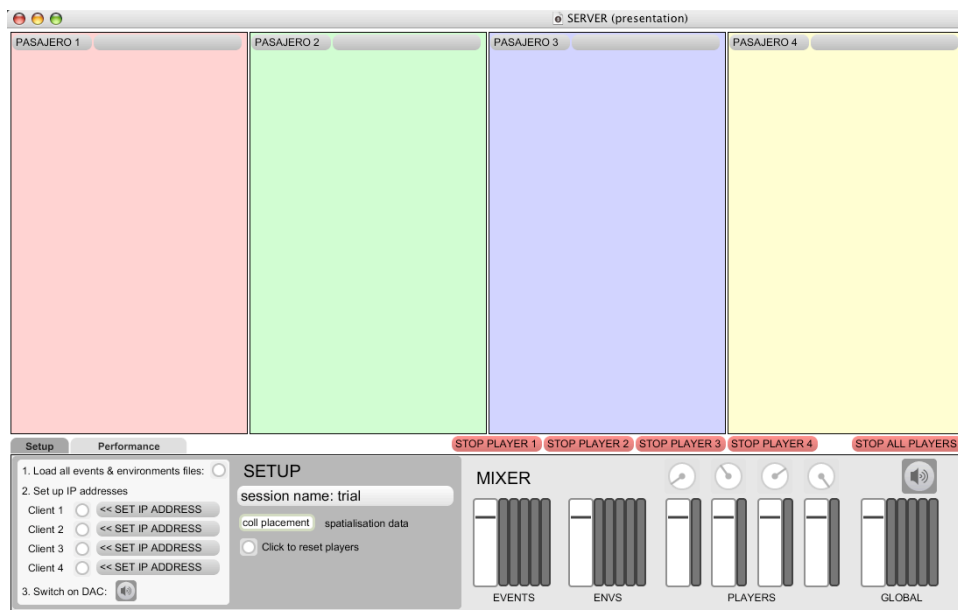 SERVER (presentation)
PASAJERO 1
PASAJERO 2
PASAJERO 3
PASAJERO 4
Setup
Performance
STOP PLAYER 1
STOP PLAYER 2
STOP PLAYER 3
STOP PLAYER 4
STOP ALL PLAYERS
1. Load all events & environments files:
2. Set up IP addresses
Client 1 << SET IP ADDRESS
Client 2 << SET IP ADDRESS
Client 3 << SET IP ADDRESS
Client 4 << SET IP ADDRESS
3. Switch on DAC:
SETUP
session name: trial
coll placement spatialisation data
Click to reset players
MIXER
EVENTS
ENVS
PLAYERS
GLOBAL